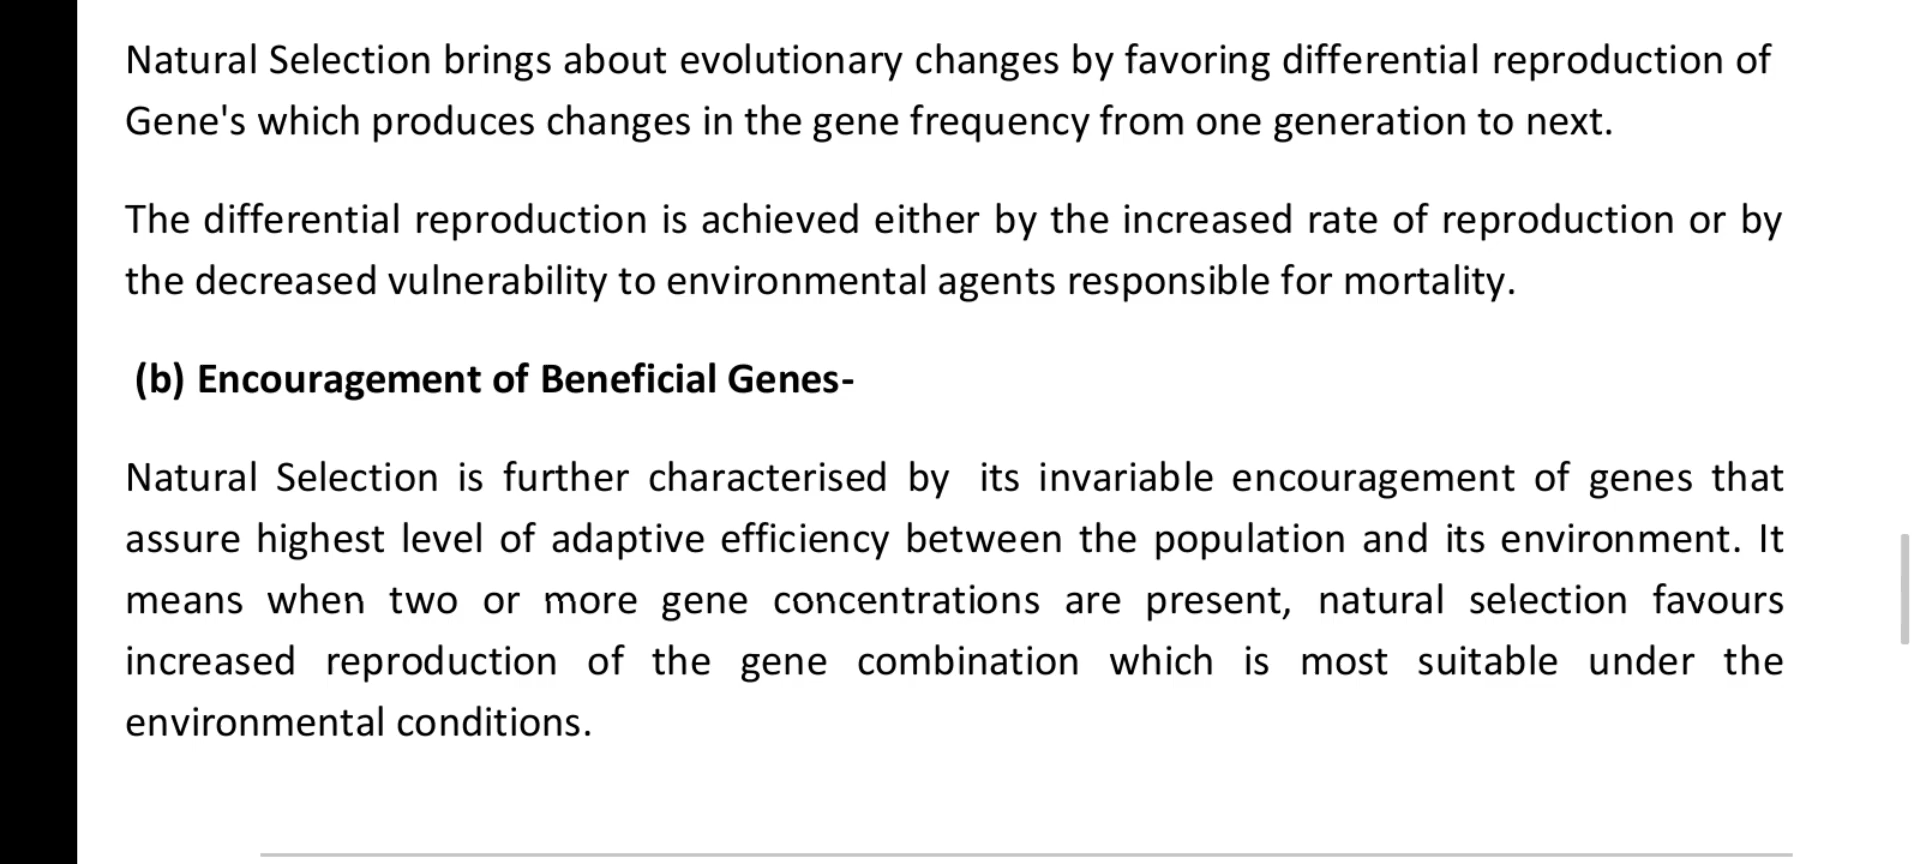 Natural Selection brings about evolutionary changes by favoring differential reproduction of
Gene's which produces changes in the gene frequency from one generation to next.
The differential reproduction is achieved either by the increased rate of reproduction or by
the decreased vulnerability to environmental agents responsible for mortality.
(b) Encouragement of Beneficial Genes-
Natural Selection is further characterised by its invariable encouragement of genes that
assure highest level of adaptive efficiency between the population and its environment. It
means when two or more gene concentrations are present, natural selection favours
increased reproduction of the gene combination which is most suitable under the
environmental conditions.